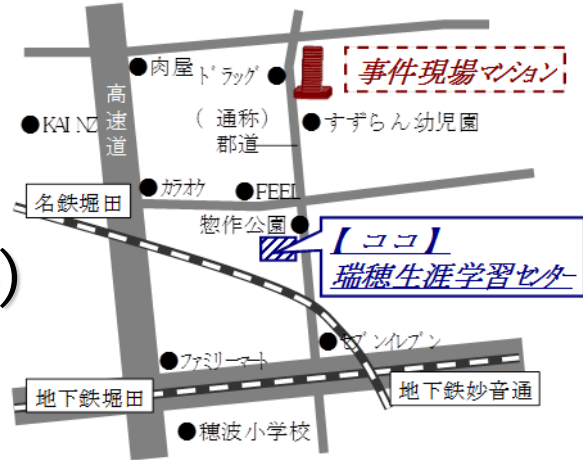 肉屋
ドラッグ
事件現場マンション
高速道
KAINZ
(通称)
郡道
すずらん幼児園
カラオケ
FEEL
名鉄堀田
惣作公園
【ココ】
瑞穂生涯学習センター
)
セブンイレブン
ファミリーマート
地下鉄堀田
地下鉄妙音通
穂波小学校